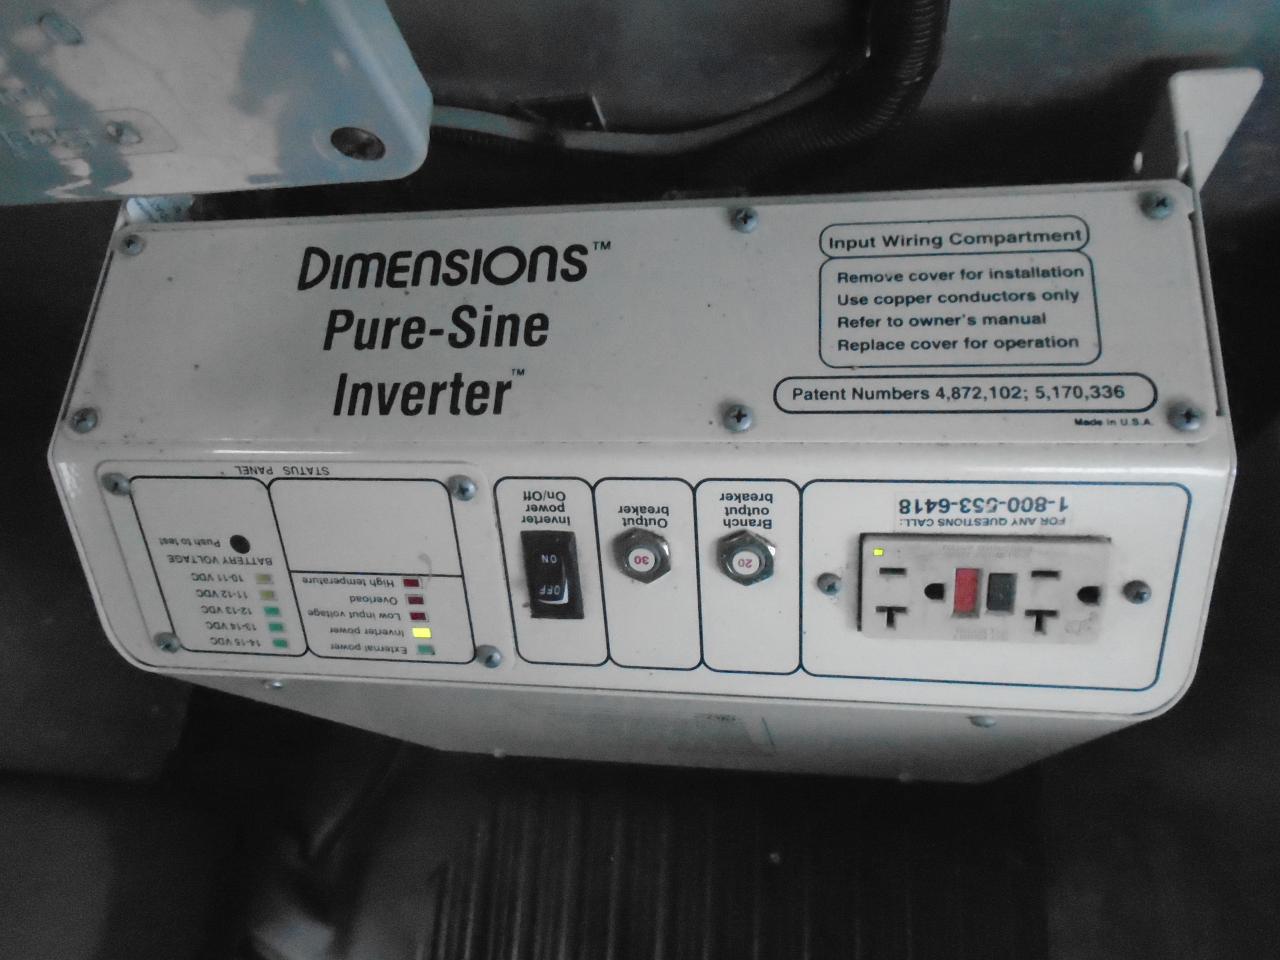 DIMENSIONS™
Pure-Sine
Inverter™
Input Wiring Compartment
Remove cover for installation
Use copper conductors only
Refer to owner's manual
Replace cover for operation
Patent Numbers 4,872,102; 5,170,336
Made in U.S.A.
STATUS PANEL
External power
Inverter power
Low input voltage
Overload
High temperature
14-15 VDC
13-14 VDC
12-13 VDC
11-12 VDC
10-11 VDC
BATTERY VOLTAGE
Push to test
Inverter
power
On/Off
ON
OFF
Output
breaker
30
Branch
output
breaker
20
FOR ANY QUESTIONS CALL:
1-800-553-6418